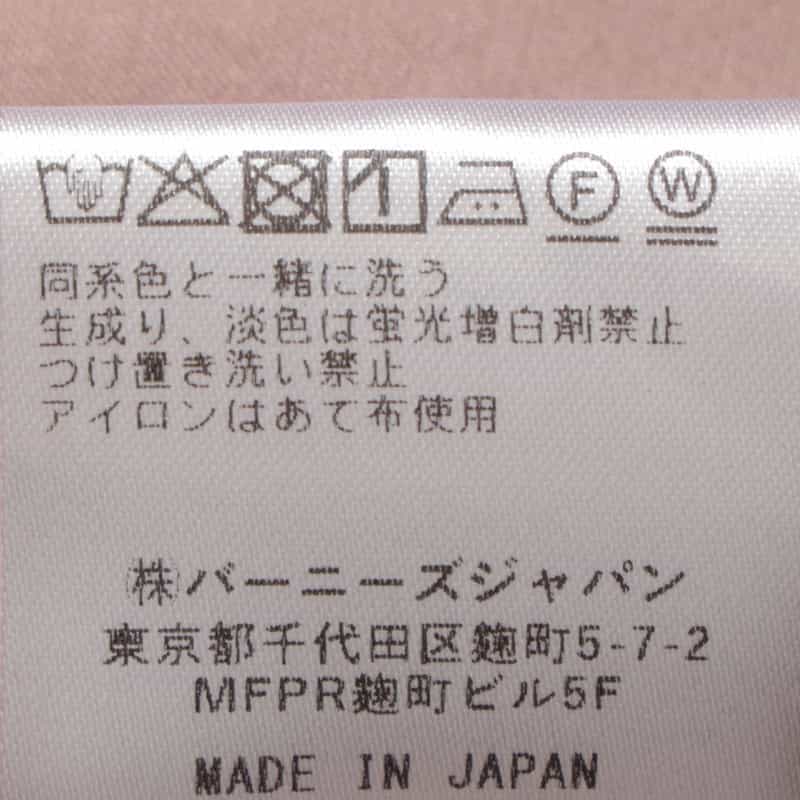 F W
同系色と一緒に洗う
生成り、淡色は蛍光増白剤禁止
つけ置き洗い禁止
アイロンはあて布使用
㈱バーニーズジャパン
東京都千代田区麹町5-7-2
MFPR麹町ビル5F
MADE IN JAPAN